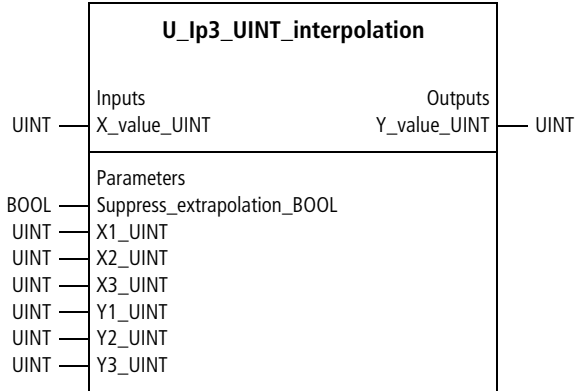 U_Ip3_UINT_interpolation
Inputs Outputs
UINT X_value_UINT Y_value_UINT UINT
Parameters
BOOL Suppress_extrapolation_BOOL
UINT X1_UINT
UINT X2_UINT
UINT X3_UINT
UINT Y1_UINT
UINT Y2_UINT
UINT Y3_UINT